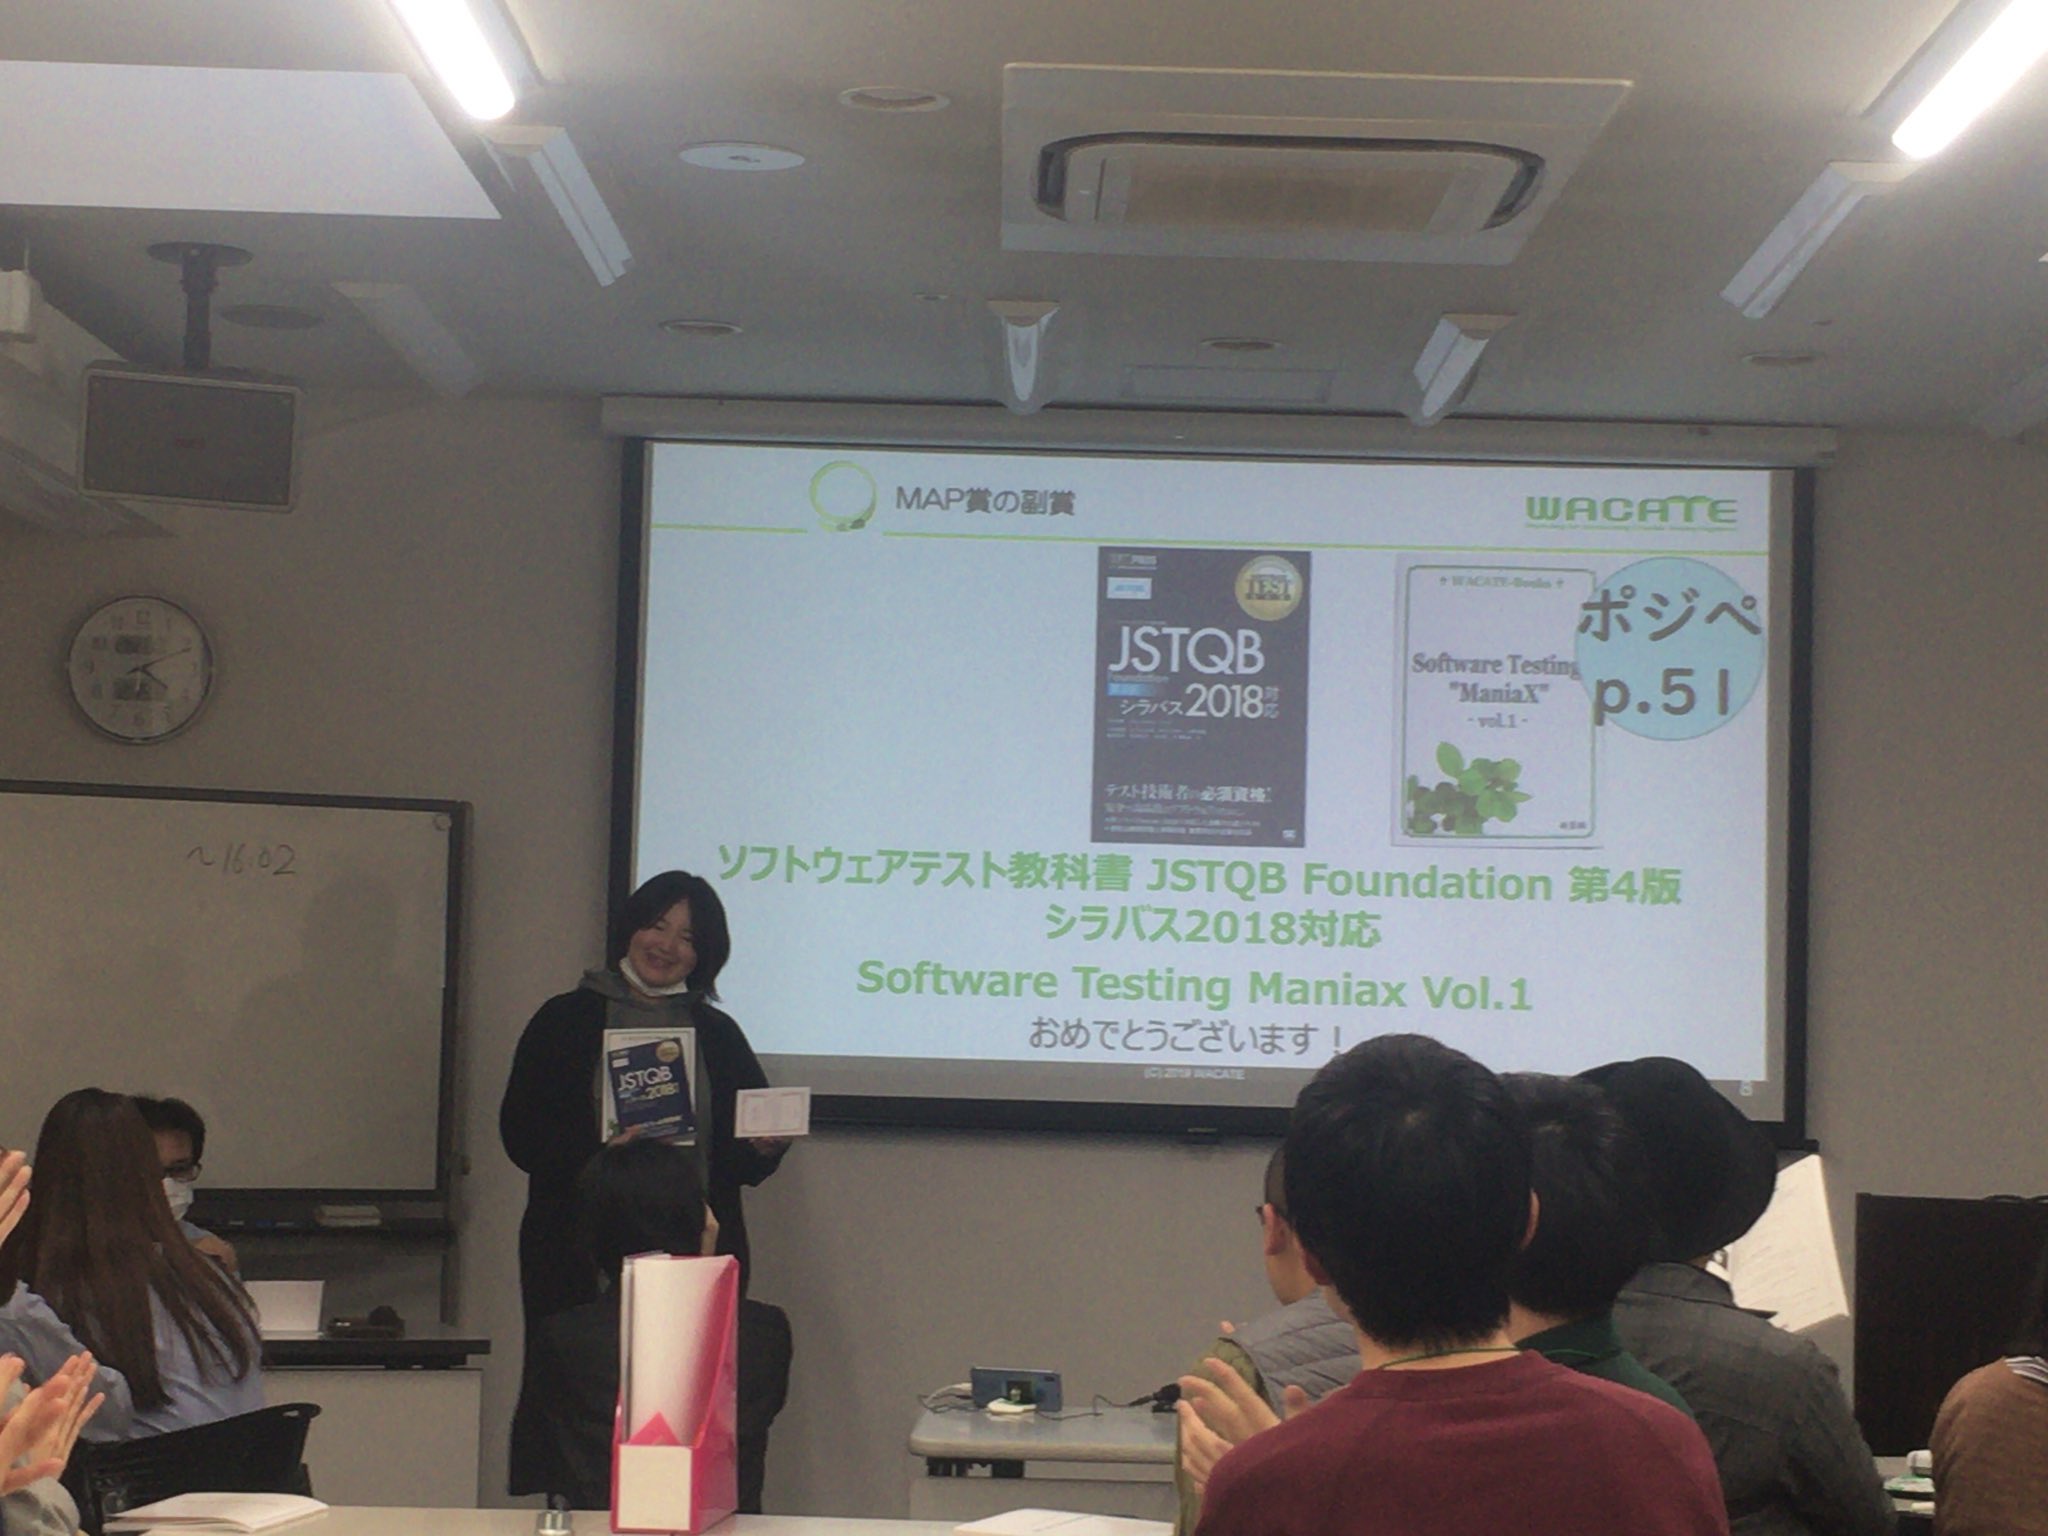 MAP賞の副賞
WACATE
TEST
JSTQB
Foundation
シラバス2018対応
テスト技術者の必須資格!
WACATE-Books
Software Testing
"ManiaX"
- vol.1 -
ポジペ
p.51
ソフトウェアテスト教科書 JSTQB Foundation 第4版
シラバス2018対応
Software Testing Maniax Vol.1
おめでとうございます！
(C) 2019 WACATE
~16:02
JSTQB
2018